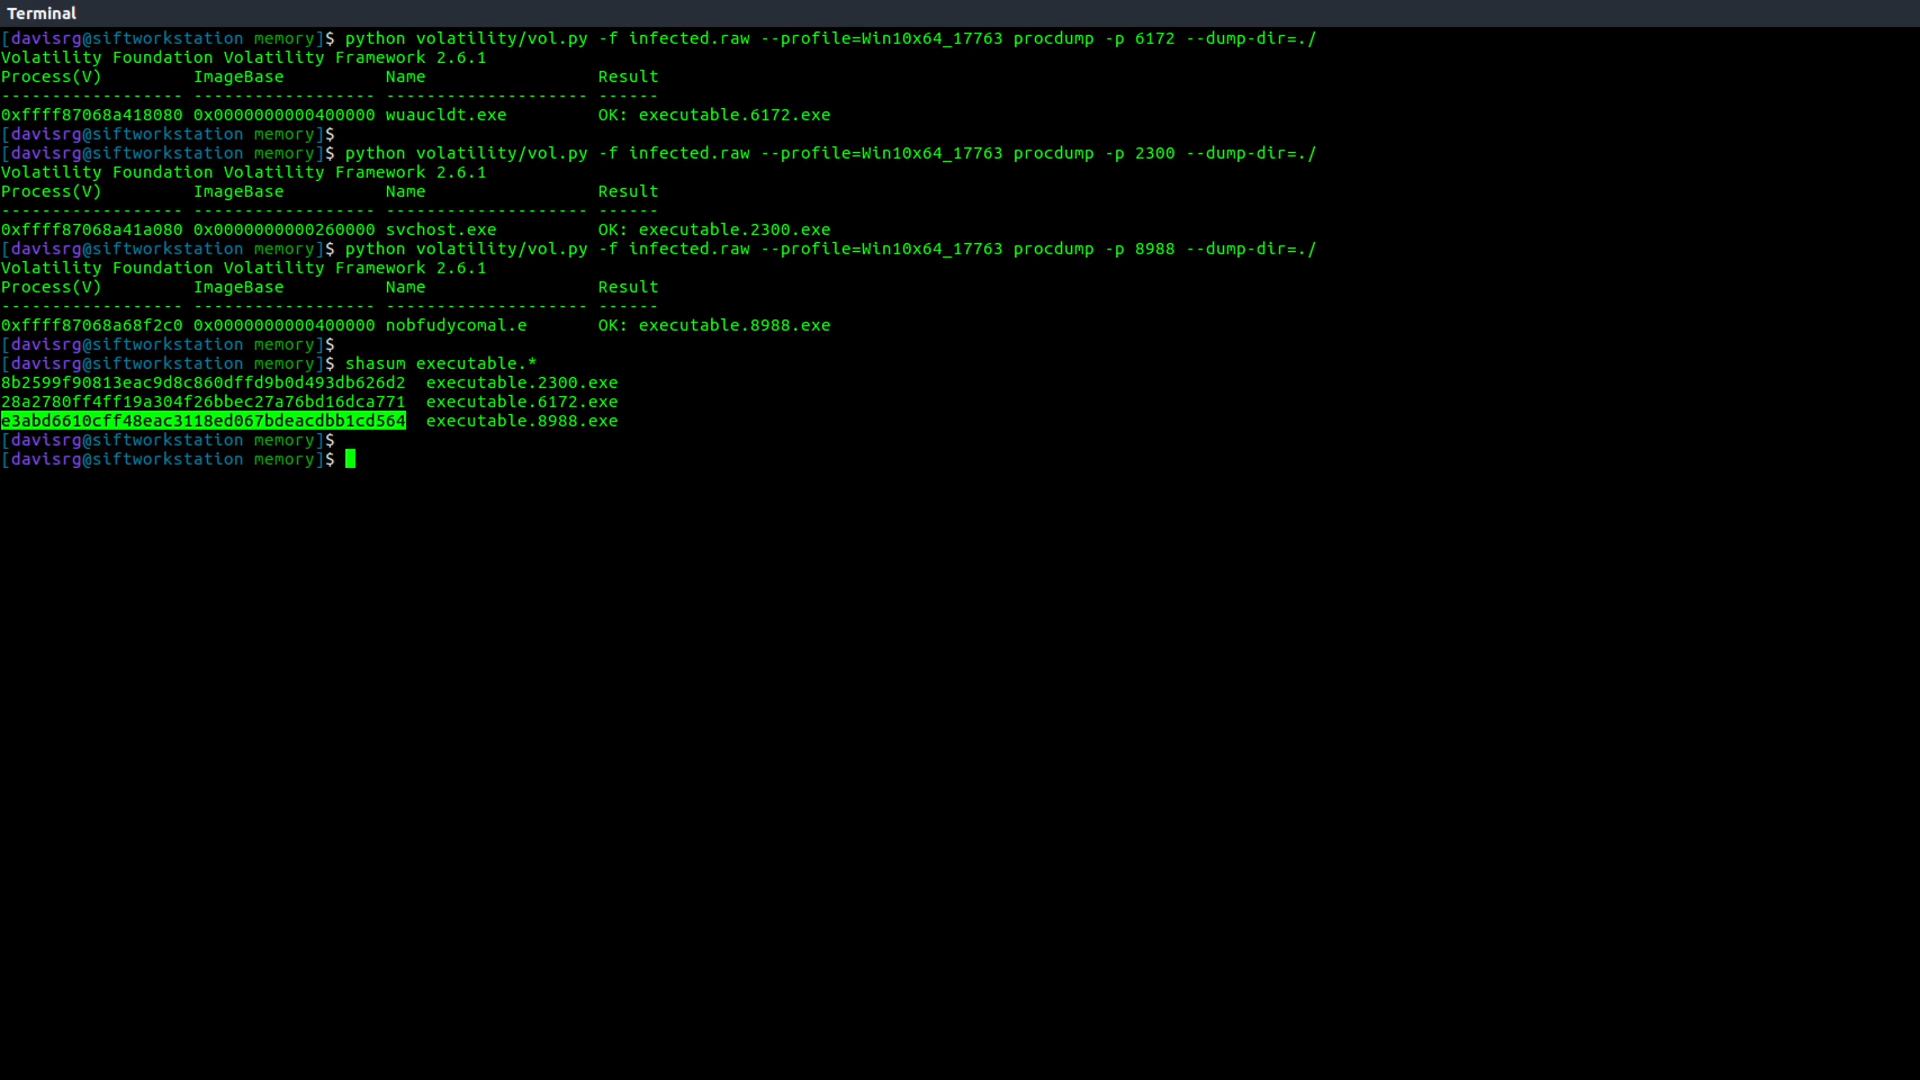 Terminal
[davisrg@siftworkstation memory]$ python volatility/vol.py -f infected.raw --profile=Win10x64_17763 procdump -p 6172 --dump-dir=./
Volatility Foundation Volatility Framework 2.6.1
Process(V)         ImageBase          Name                 Result
------------------ ------------------ -------------------- ------
0xffff87068a418080 0x0000000000400000 wuaucldt.exe         OK: executable.6172.exe
[davisrg@siftworkstation memory]$
[davisrg@siftworkstation memory]$ python volatility/vol.py -f infected.raw --profile=Win10x64_17763 procdump -p 2300 --dump-dir=./
Volatility Foundation Volatility Framework 2.6.1
Process(V)         ImageBase          Name                 Result
------------------ ------------------ -------------------- ------
0xffff87068a41a080 0x0000000000260000 svchost.exe          OK: executable.2300.exe
[davisrg@siftworkstation memory]$ python volatility/vol.py -f infected.raw --profile=Win10x64_17763 procdump -p 8988 --dump-dir=./
Volatility Foundation Volatility Framework 2.6.1
Process(V)         ImageBase          Name                 Result
------------------ ------------------ -------------------- ------
0xffff87068a68f2c0 0x0000000000400000 nobfudycomal.e       OK: executable.8988.exe
[davisrg@siftworkstation memory]$
[davisrg@siftworkstation memory]$ shasum executable.*
8b2599f90813eac9d8c860dffd9b0d493db626d2  executable.2300.exe
28a2780ff4ff19a304f26bbec27a76bd16dca771  executable.6172.exe
e3abd6610cff48eac3118ed067bdeacdbb1cd564  executable.8988.exe
[davisrg@siftworkstation memory]$
[davisrg@siftworkstation memory]$